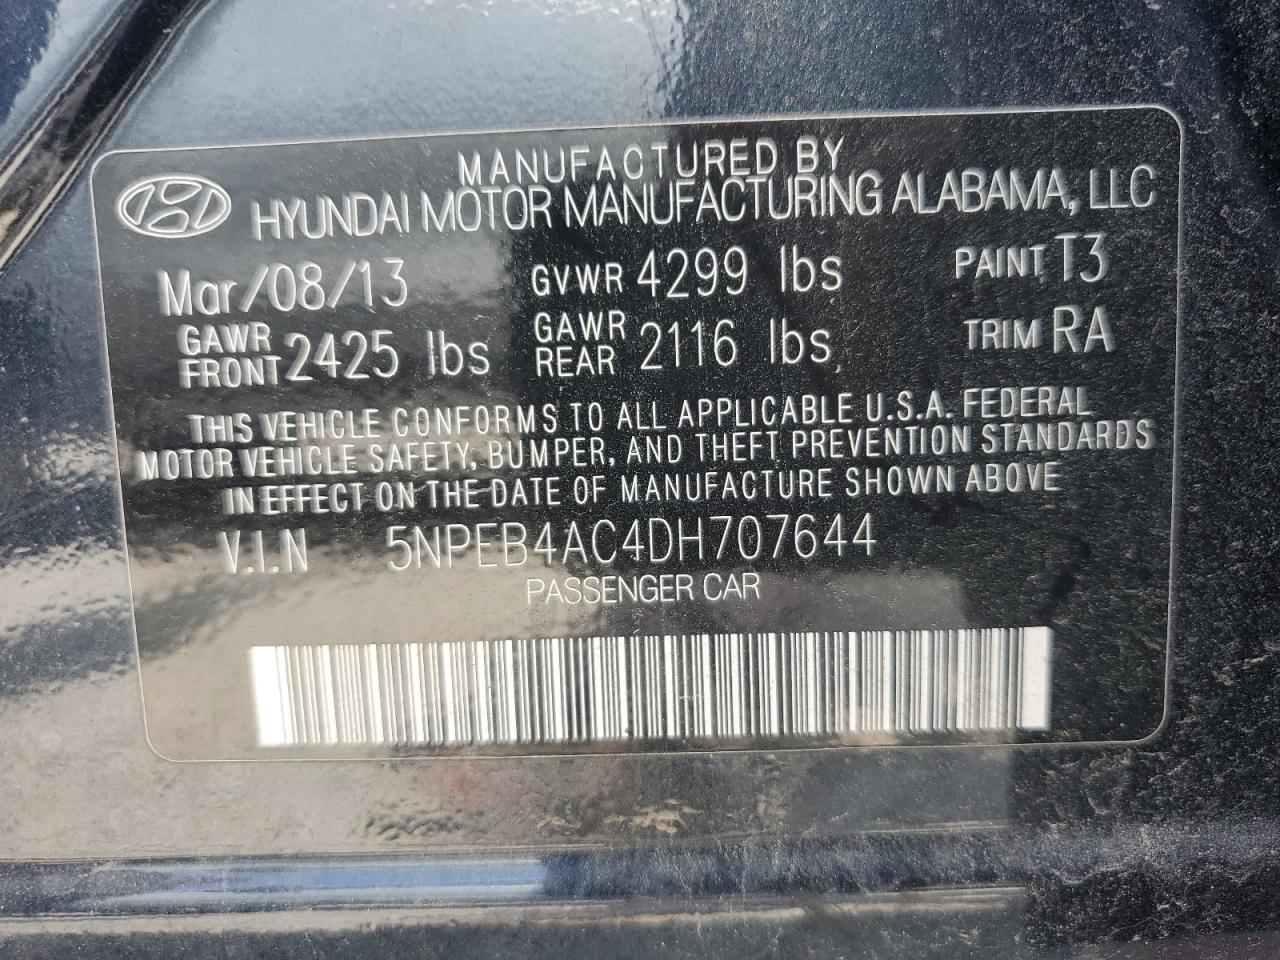 MANUFACTURED BY
HYUNDAI MOTOR MANUFACTURING ALABAMA, LLC
Mar/08/13 GVWR 4299 lbs PAINT T3
GAWR FRONT 2425 lbs GAWR REAR 2116 lbs TRIM RA
THIS VEHICLE CONFORMS TO ALL APPLICABLE U.S.A. FEDERAL
MOTOR VEHICLE SAFETY, BUMPER, AND THEFT PREVENTION STANDARDS
IN EFFECT ON THE DATE OF MANUFACTURE SHOWN ABOVE
V.I.N 5NPEB4AC4DH707644
PASSENGER CAR